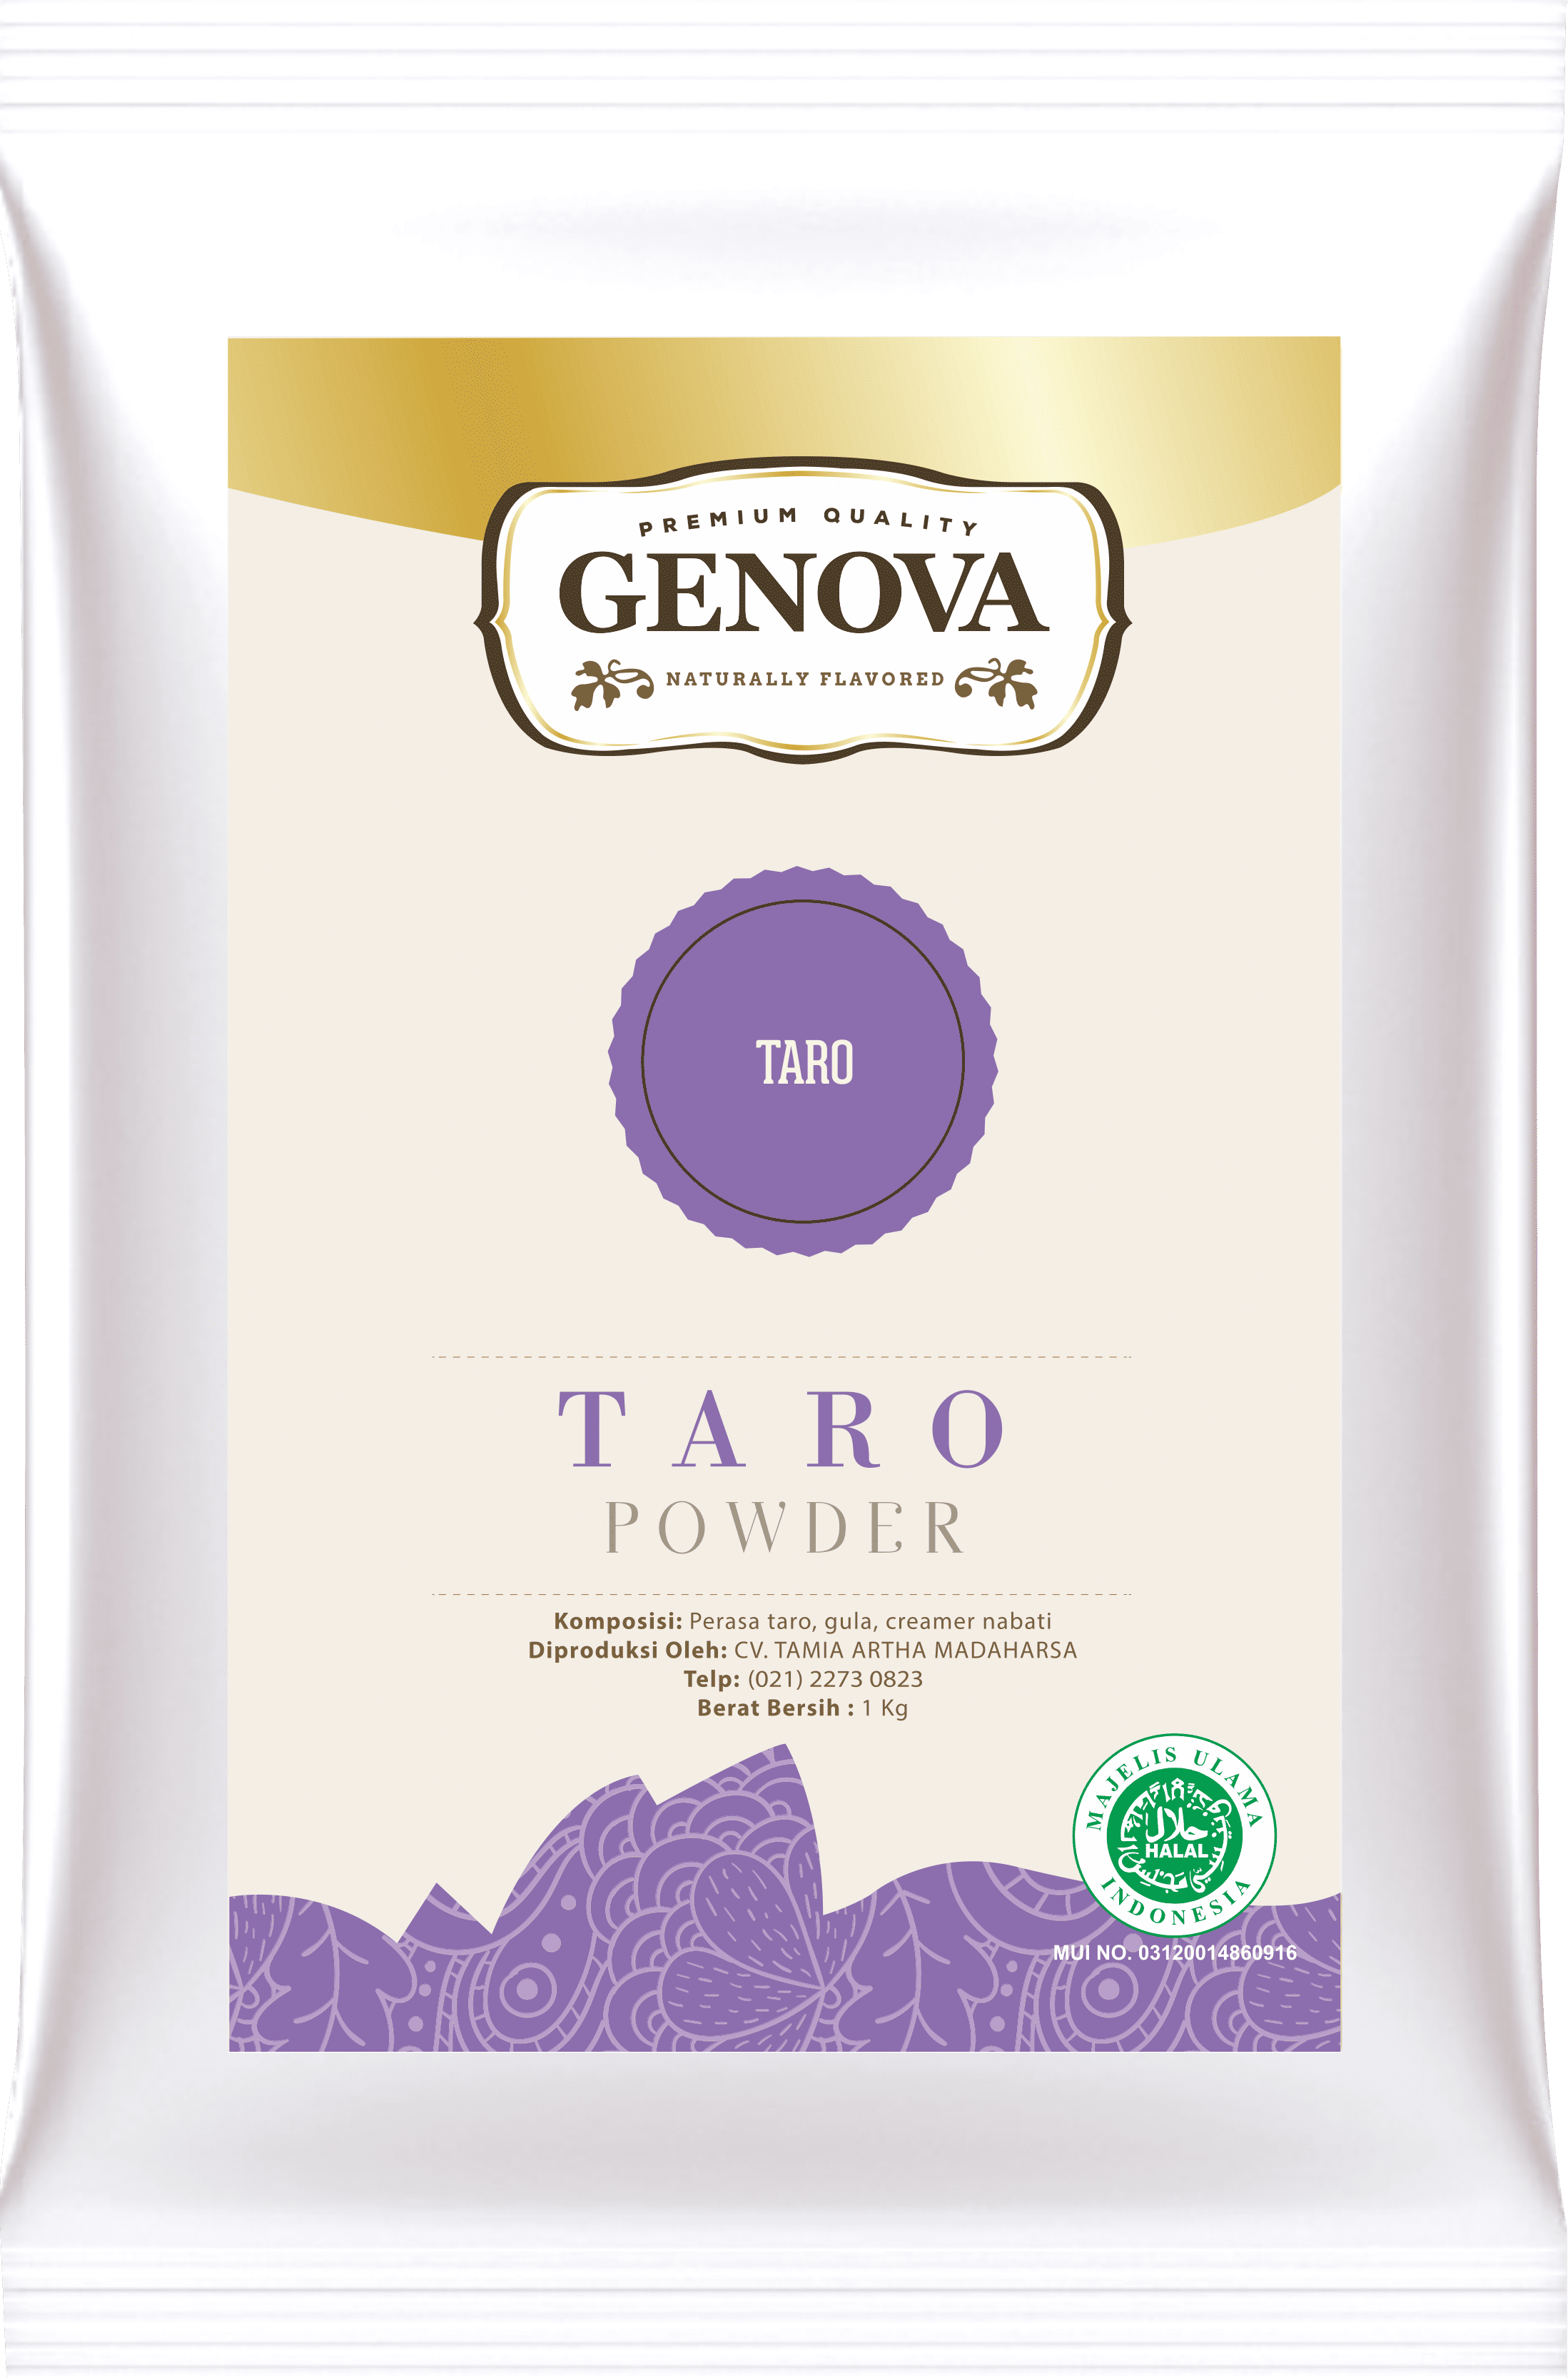 PREMIUM QUALITY
GENOVA
NATURALLY FLAVORED
TARO
TARO
POWDER
Komposisi: Perasa taro, gula, creamer nabati
Diproduksi Oleh: CV. TAMIA ARTHA MADAHARSA
Telp: (021) 2273 0823
Berat Bersih : 1 Kg
MAJELIS ULAMA
حلال
HALAL
INDONESIA
MUI NO. 03120014860916